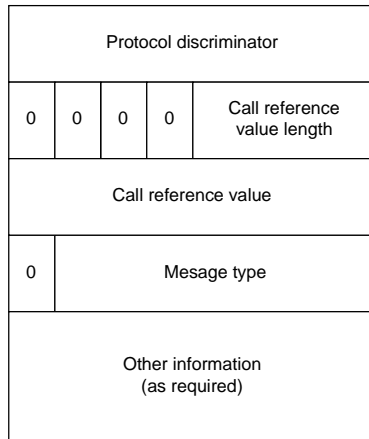 Protocol discriminator
0 0 0 0 Call reference
value length
Call reference value
0 Mesage type
Other information
(as required)